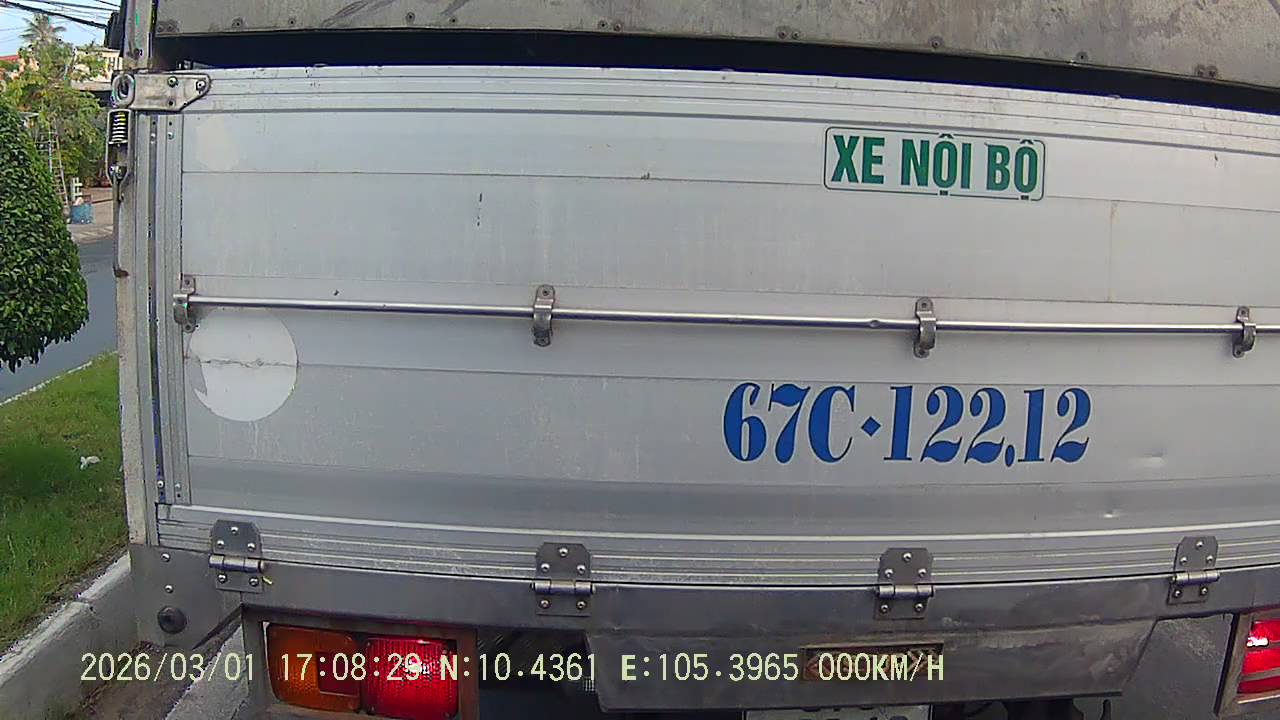 XE NỘI BỘ
67C·122.12
2026/03/01 17:08:29 N:10.4361 E:105.3965 000KM/H